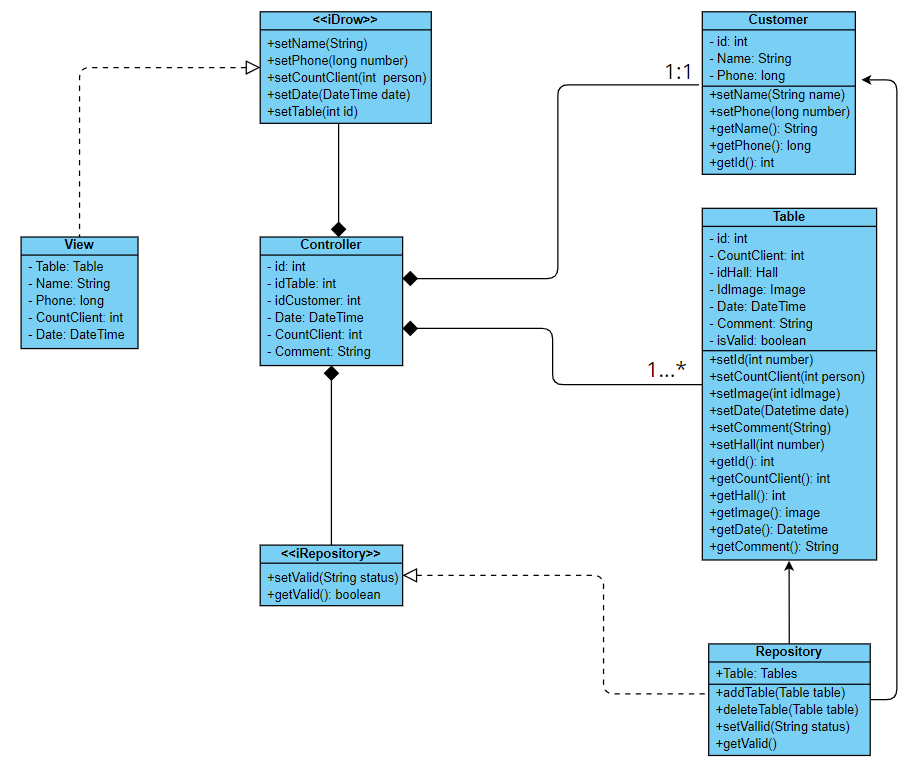 <<iDrow>>
+setName(String)
+setPhone(long number)
+setCountClient(int person)
+setDate(DateTime date)
+setTable(int id)
Customer
- id: int
- Name: String
- Phone: long
+setName(String name)
+setPhone(long number)
+getName(): String
+getPhone(): long
+getId(): int
1:1
View
- Table: Table
- Name: String
- Phone: long
- CountClient: int
- Date: DateTime
Controller
- id: int
- idTable: int
- idCustomer: int
- Date: DateTime
- CountClient: int
- Comment: String
Table
- id: int
- CountClient: int
- idHall: Hall
- IdImage: Image
- Date: DateTime
- Comment: String
- isValid: boolean
+setId(int number)
+setCountClient(int person)
+setImage(int idImage)
+setDate(Datetime date)
+setComment(String)
+setHall(int number)
+getId(): int
+getCountClient(): int
+getHall(): int
+getImage(): image
+getDate(): Datetime
+getComment(): String
1...*
<<iRepository>>
+setValid(String status)
+getValid(): boolean
Repository
+Table: Tables
+addTable(Table table)
+deleteTable(Table table)
+setVallid(String status)
+getValid()